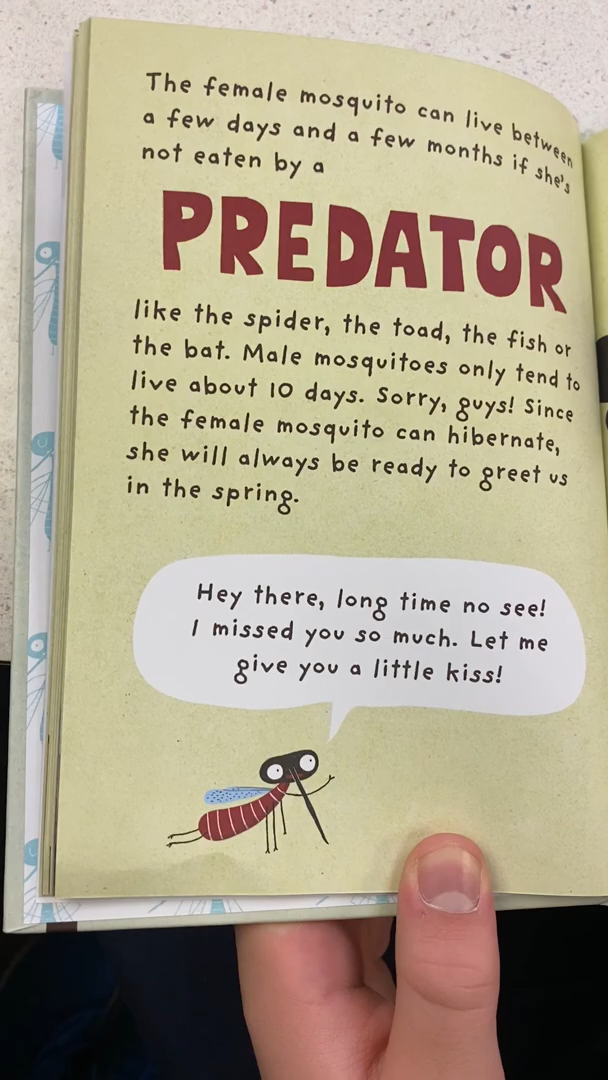 The female mosquito can live between
a few days and a few months if she's
not eaten by a
PREDATOR
like the spider, the toad, the fish or
the bat. Male mosquitoes only tend to
live about 10 days. Sorry, guys! Since
the female mosquito can hibernate,
she will always be ready to greet us
in the spring.
Hey there, long time no see!
I missed you so much. Let me
give you a little kiss!